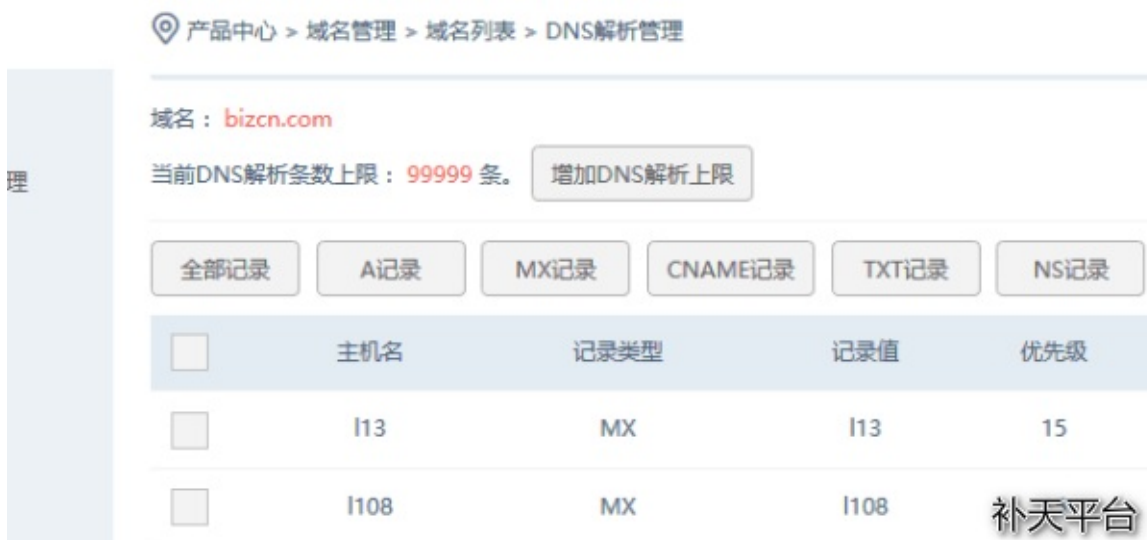 产品中心 > 域名管理 > 域名列表 > DNS解析管理
域名： bizcn.com
理
当前DNS解析条数上限： 99999 条。 增加DNS解析上限
全部记录 A记录 MX记录 CNAME记录 TXT记录 NS记录
主机名 记录类型 记录值 优先级
l13 MX l13 15
l108 MX l108
补天平台